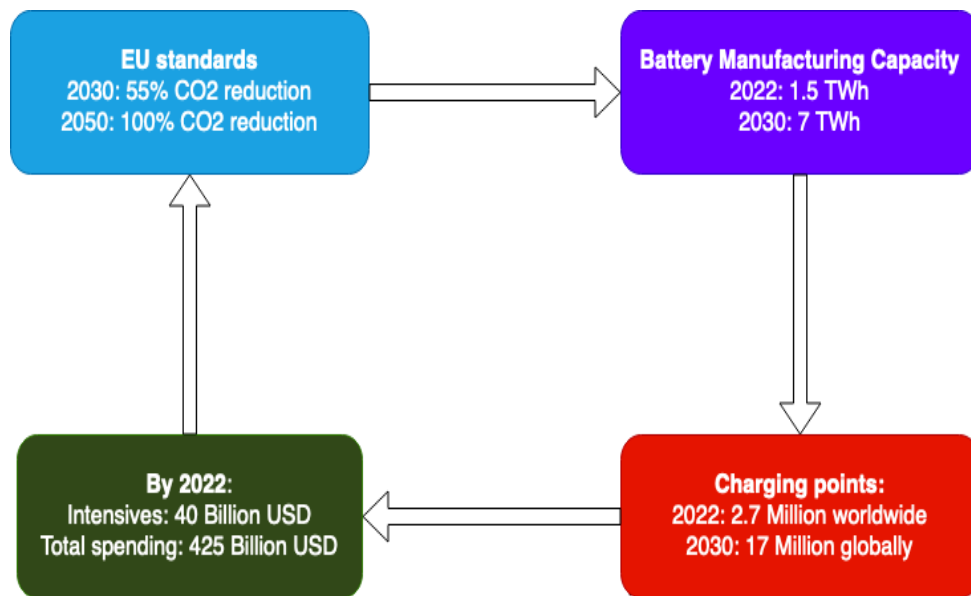 EU standards
2030: 55% CO2 reduction
2050: 100% CO2 reduction
Battery Manufacturing Capacity
2022: 1.5 TWh
2030: 7 TWh
By 2022:
Intensives: 40 Billion USD
Total spending: 425 Billion USD
Charging points:
2022: 2.7 Million worldwide
2030: 17 Million globally